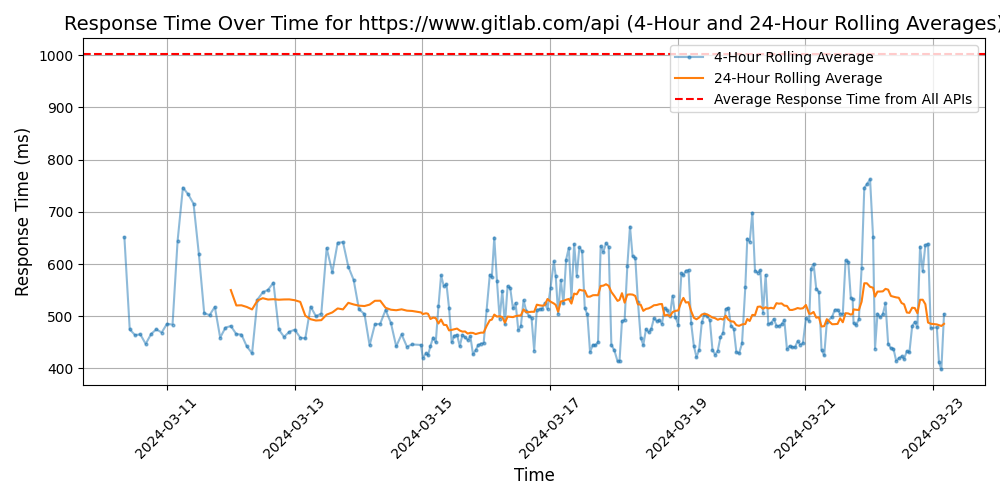 Response Time Over Time for https://www.gitlab.com/api (4-Hour and 24-Hour Rolling Averages)
4-Hour Rolling Average
24-Hour Rolling Average
Average Response Time from All APIs
Response Time (ms)
1000
900
800
700
600
500
400
2024-03-11
2024-03-13
2024-03-15
2024-03-17
2024-03-19
2024-03-21
2024-03-23
Time